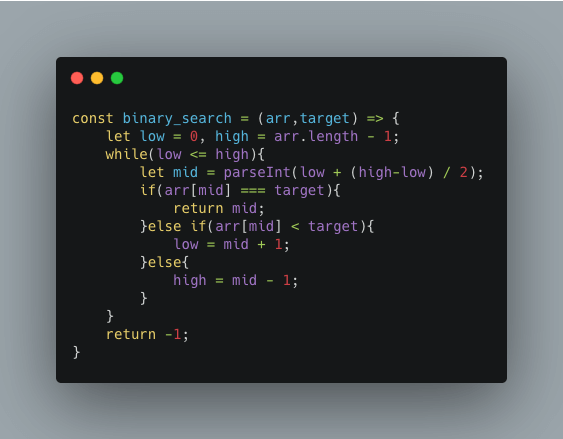 const binary_search = (arr,target) => {
    let low = 0, high = arr.length - 1;
    while(low <= high){
        let mid = parseInt(low + (high-low) / 2);
        if(arr[mid] === target){
            return mid;
        }else if(arr[mid] < target){
            low = mid + 1;
        }else{
            high = mid - 1;
        }
    }
    return -1;
}